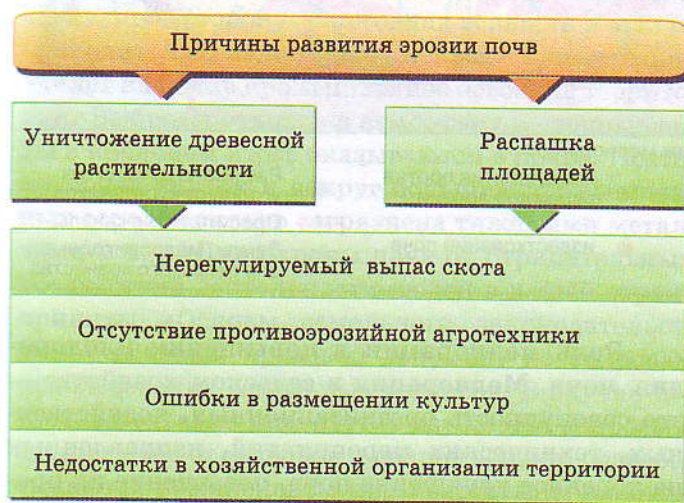 Причины развития эрозии почв
Уничтожение древесной
растительности
Распашка
площадей
Нерегулируемый выпас скота
Отсутствие противоэрозийной агротехники
Ошибки в размещении культур
Недостатки в хозяйственной организации территории